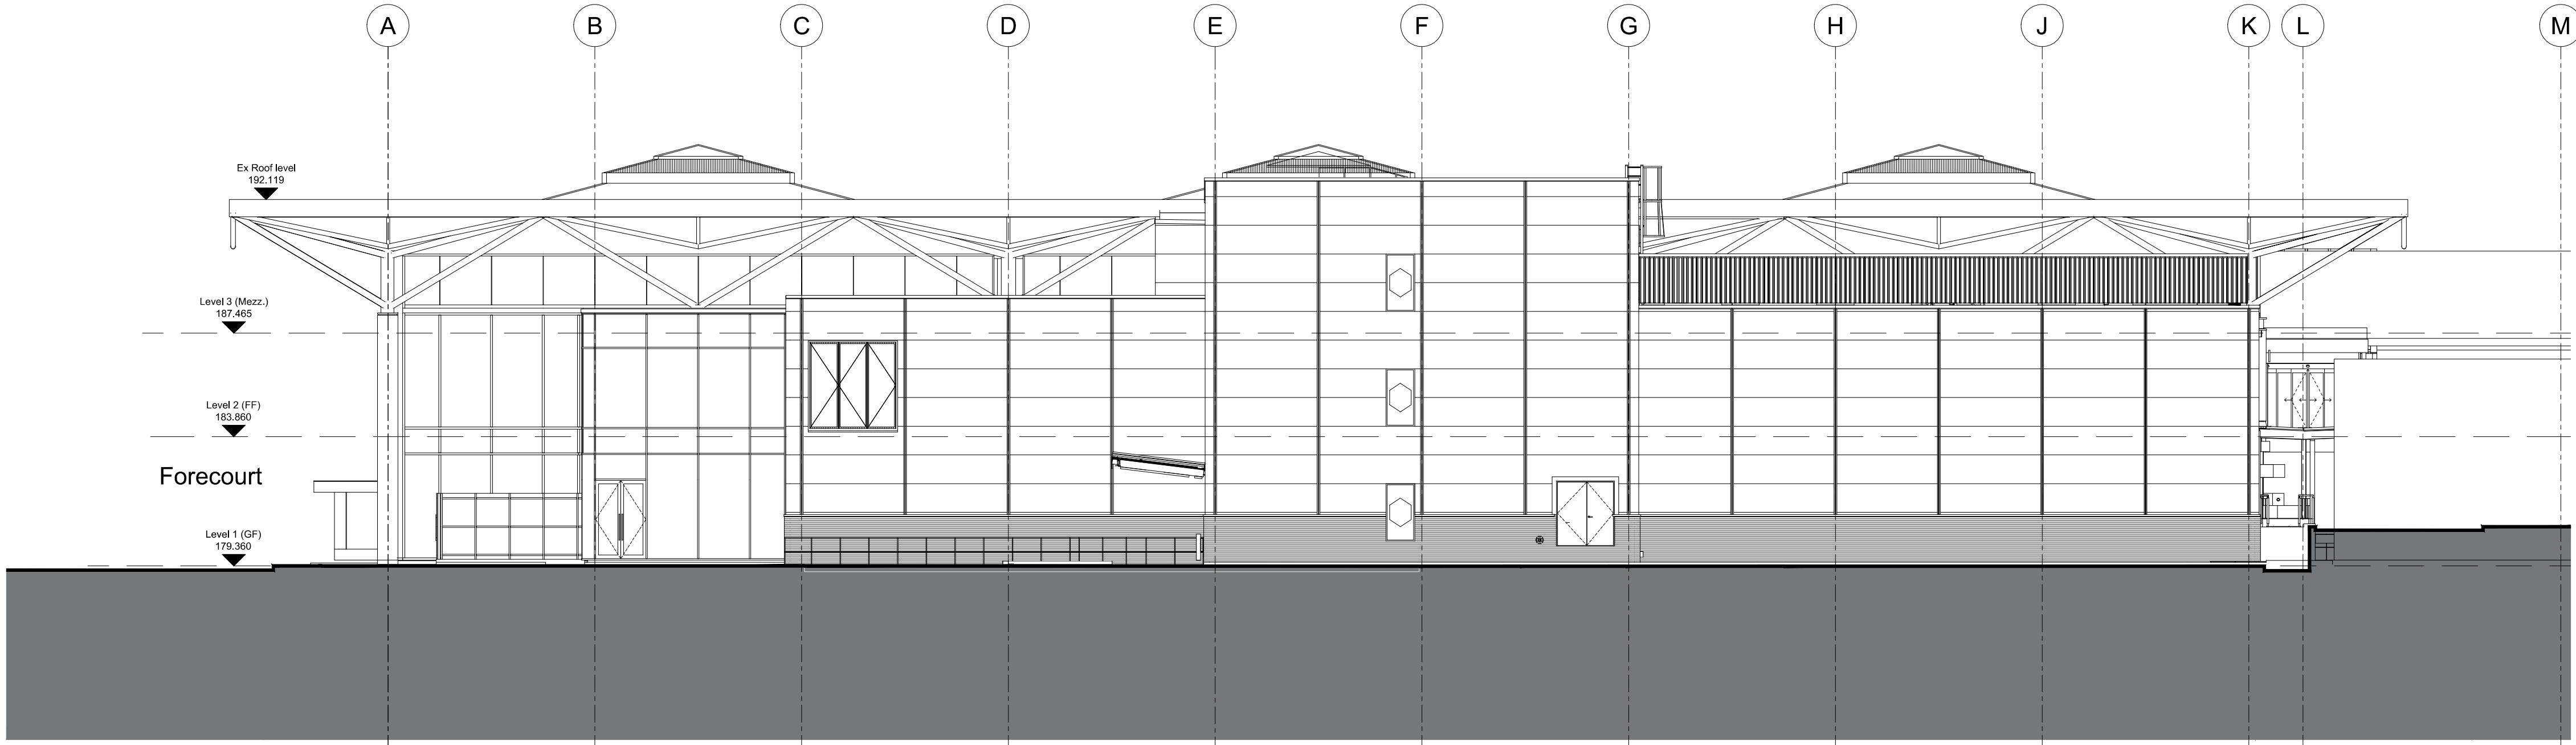 A B C D E F G H J K L M
Ex Roof level
192.119
Level 3 (Mezz.)
187.465
Level 2 (FF)
183.860
Forecourt
Level 1 (GF)
179.360